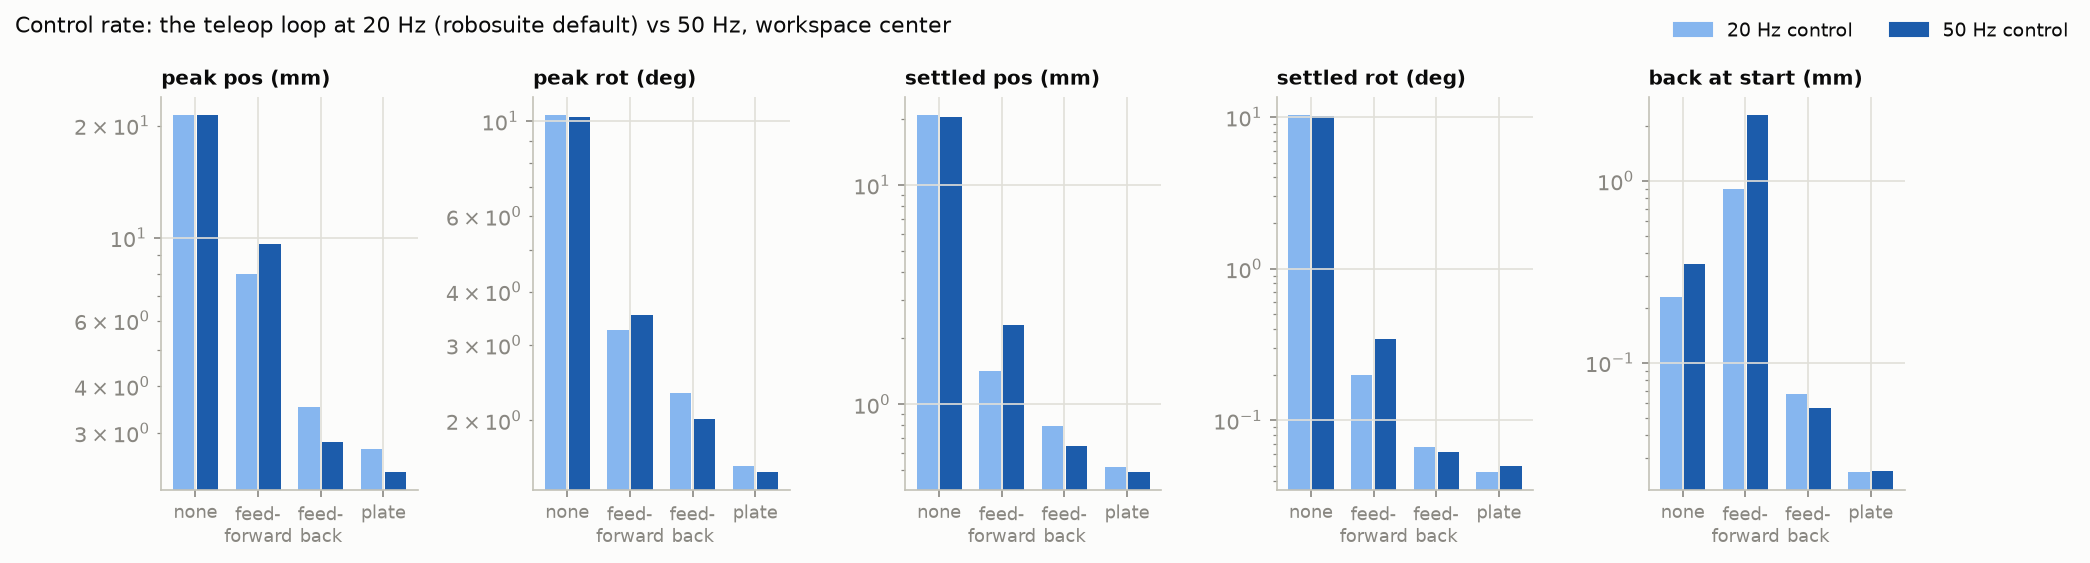 Control rate: the teleop loop at 20 Hz (robosuite default) vs 50 Hz, workspace center
20 Hz control
50 Hz control
peak pos (mm)
2 × 10¹
10¹
6 × 10⁰
4 × 10⁰
3 × 10⁰
none
feed-
forward
feed-
back
plate
peak rot (deg)
10¹
6 × 10⁰
4 × 10⁰
3 × 10⁰
2 × 10⁰
none
feed-
forward
feed-
back
plate
settled pos (mm)
10¹
10⁰
none
feed-
forward
feed-
back
plate
settled rot (deg)
10¹
10⁰
10⁻¹
none
feed-
forward
feed-
back
plate
back at start (mm)
10⁰
10⁻¹
none
feed-
forward
feed-
back
plate